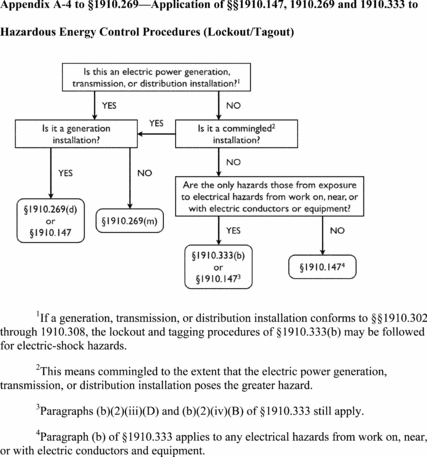 Appendix A-4 to §1910.269—Application of §§1910.147, 1910.269 and 1910.333 to
Hazardous Energy Control Procedures (Lockout/Tagout)
Is this an electric power generation,
transmission, or distribution installation?¹
YES
NO
Is it a generation
installation?
YES
Is it a commingled²
installation?
YES
NO
NO
Are the only hazards those from exposure
to electrical hazards from work on, near, or
with electric conductors or equipment?
§1910.269(d)
or
§1910.147
§1910.269(m)
YES
NO
§1910.333(b)
or
§1910.147³
§1910.147⁴
¹If a generation, transmission, or distribution installation conforms to §§1910.302
through 1910.308, the lockout and tagging procedures of §1910.333(b) may be followed
for electric-shock hazards.
²This means commingled to the extent that the electric power generation,
transmission, or distribution installation poses the greater hazard.
³Paragraphs (b)(2)(iii)(D) and (b)(2)(iv)(B) of §1910.333 still apply.
⁴Paragraph (b) of §1910.333 applies to any electrical hazards from work on, near,
or with electric conductors and equipment.